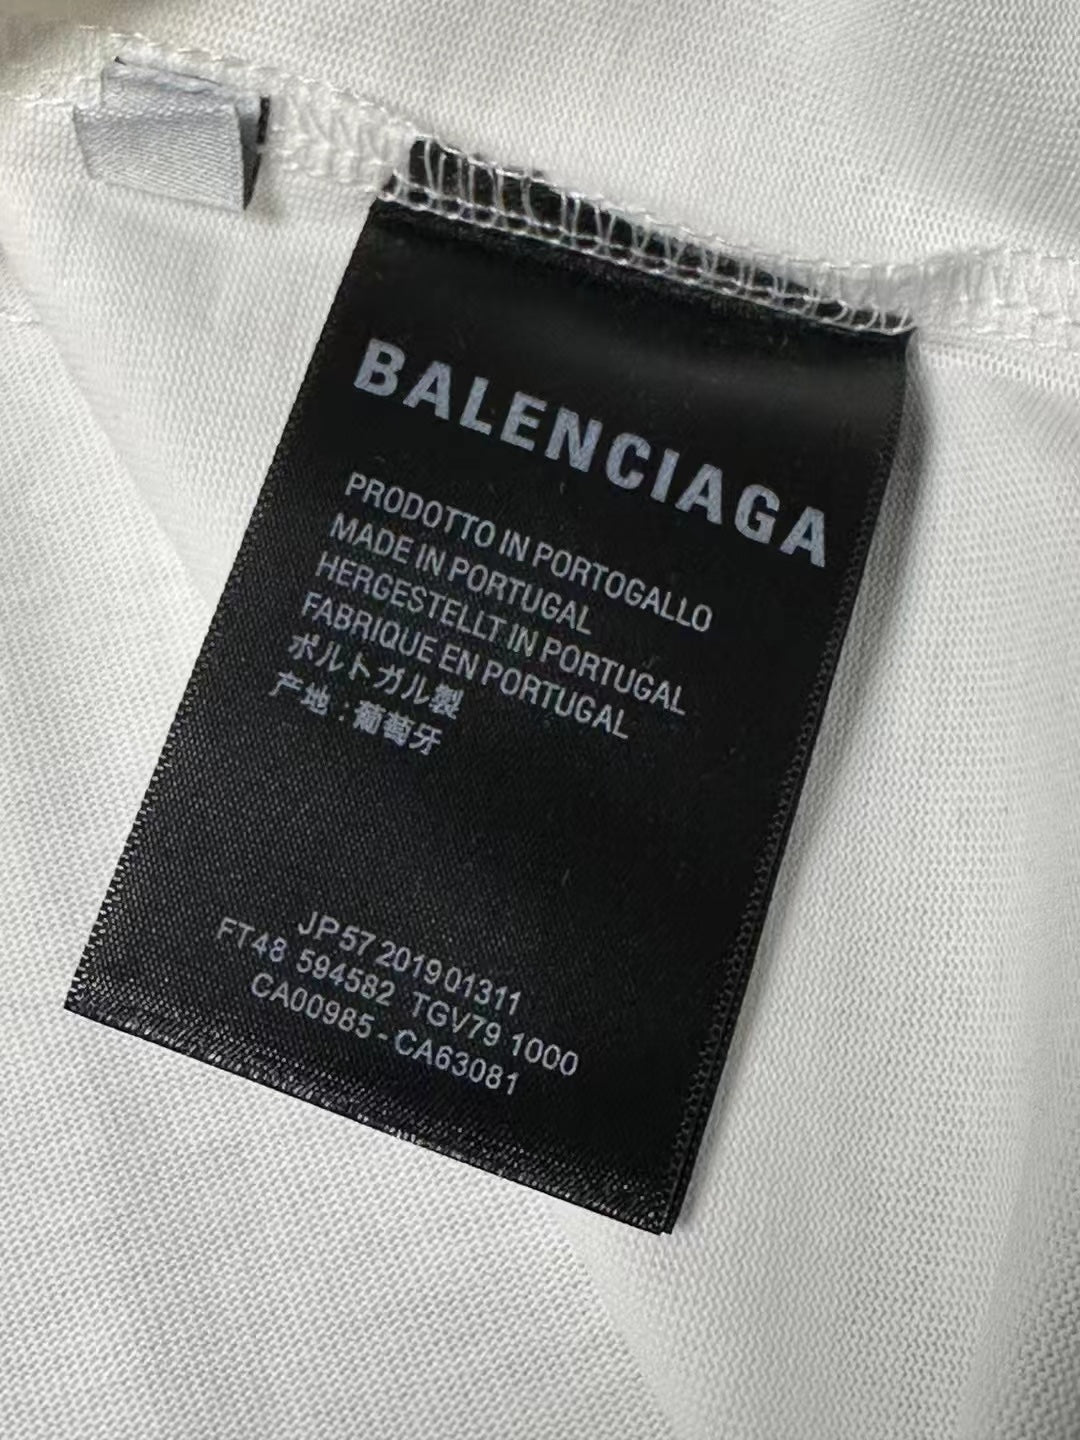 BALENCIAGA
PRODOTTO IN PORTOGALLO
MADE IN PORTUGAL
HERGESTELLT IN PORTUGAL
FABRIQUE EN PORTUGAL
ポルトガル製
产地:葡萄牙
JP57 201901311
FT48 594582 TGV79 1000
CA00985-CA63081